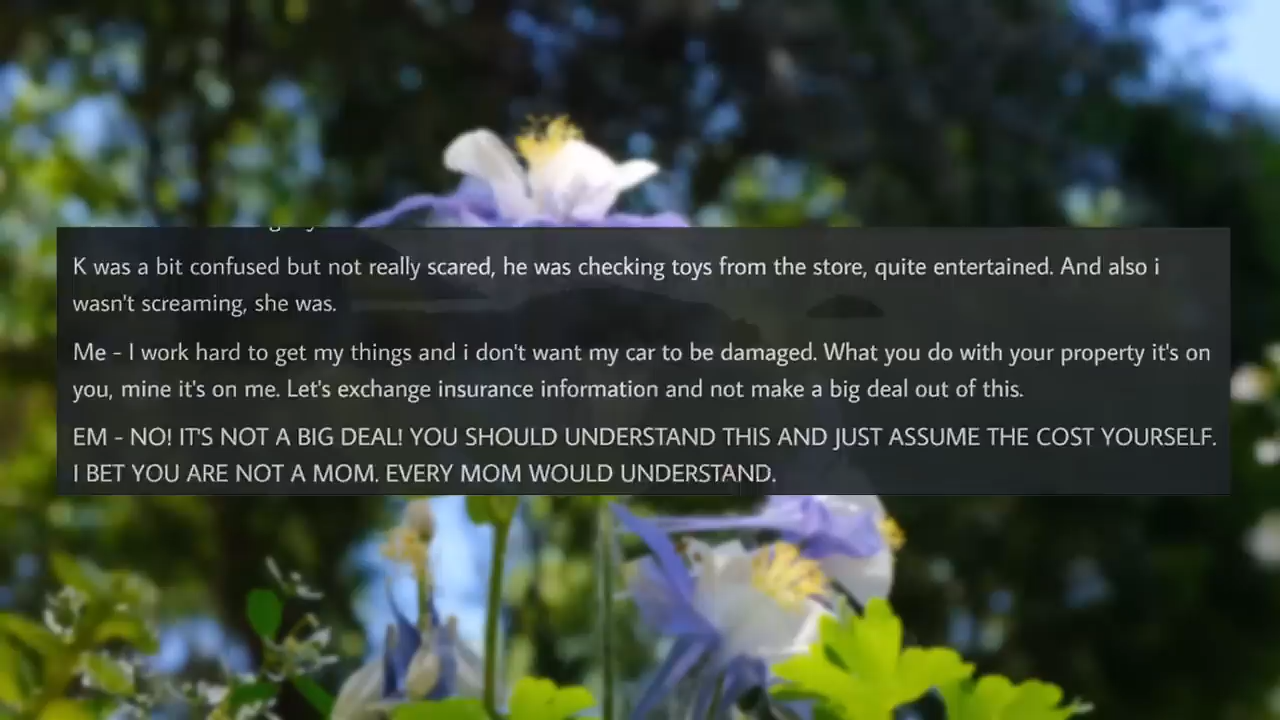 K was a bit confused but not really scared, he was checking toys from the store, quite entertained. And also i
wasn't screaming, she was.
Me - I work hard to get my things and i don't want my car to be damaged. What you do with your property it's on
you, mine it's on me. Let's exchange insurance information and not make a big deal out of this.
EM - NO! IT'S NOT A BIG DEAL! YOU SHOULD UNDERSTAND THIS AND JUST ASSUME THE COST YOURSELF.
I BET YOU ARE NOT A MOM. EVERY MOM WOULD UNDERSTAND.